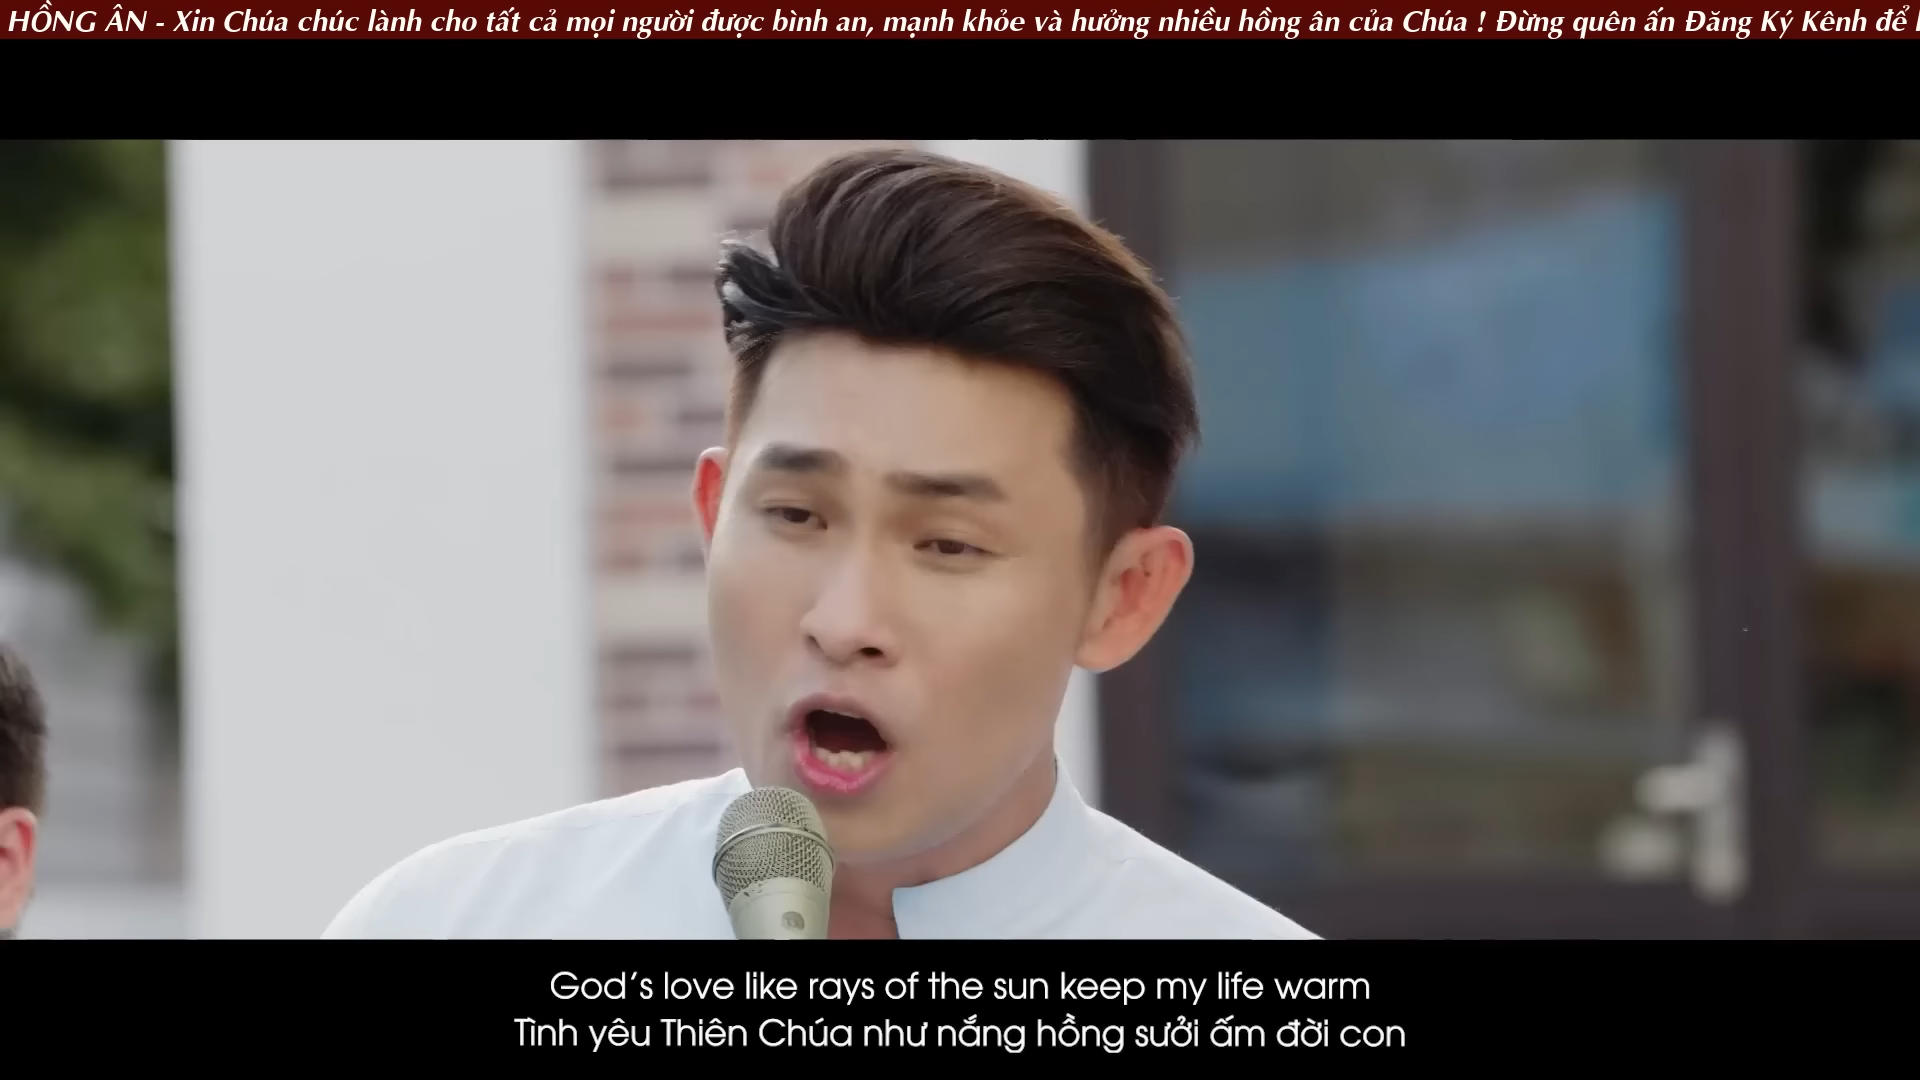 HỒNG ÂN - Xin Chúa chúc lành cho tất cả mọi người được bình an, mạnh khỏe và hưởng nhiều hồng ân của Chúa ! Đừng quên ấn Đăng Ký Kênh để
God's love like rays of the sun keep my life warm
Tình yêu Thiên Chúa như nắng hồng sưởi ấm đời con